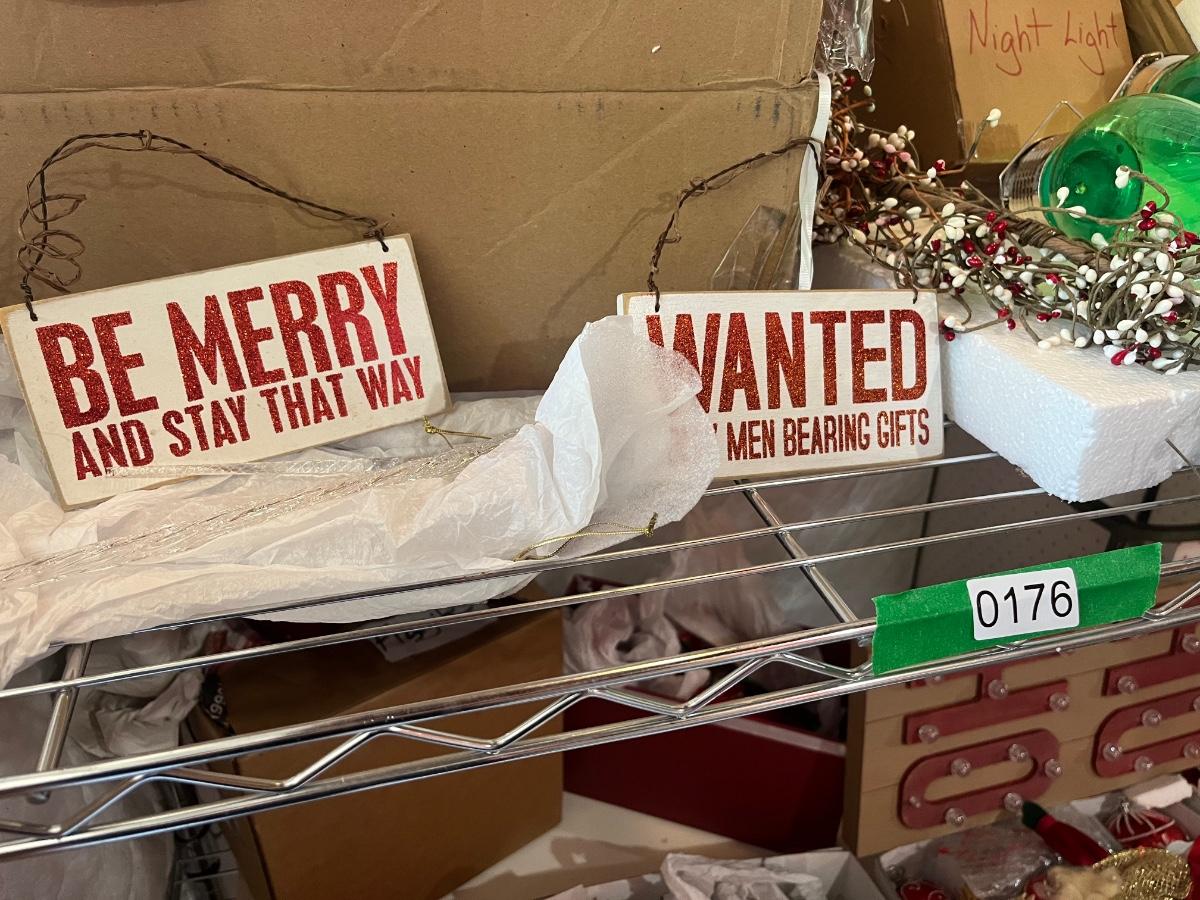 Night Light
BE MERRY
AND STAY THAT WAY
WANTED
MEN BEARING GIFTS
0176